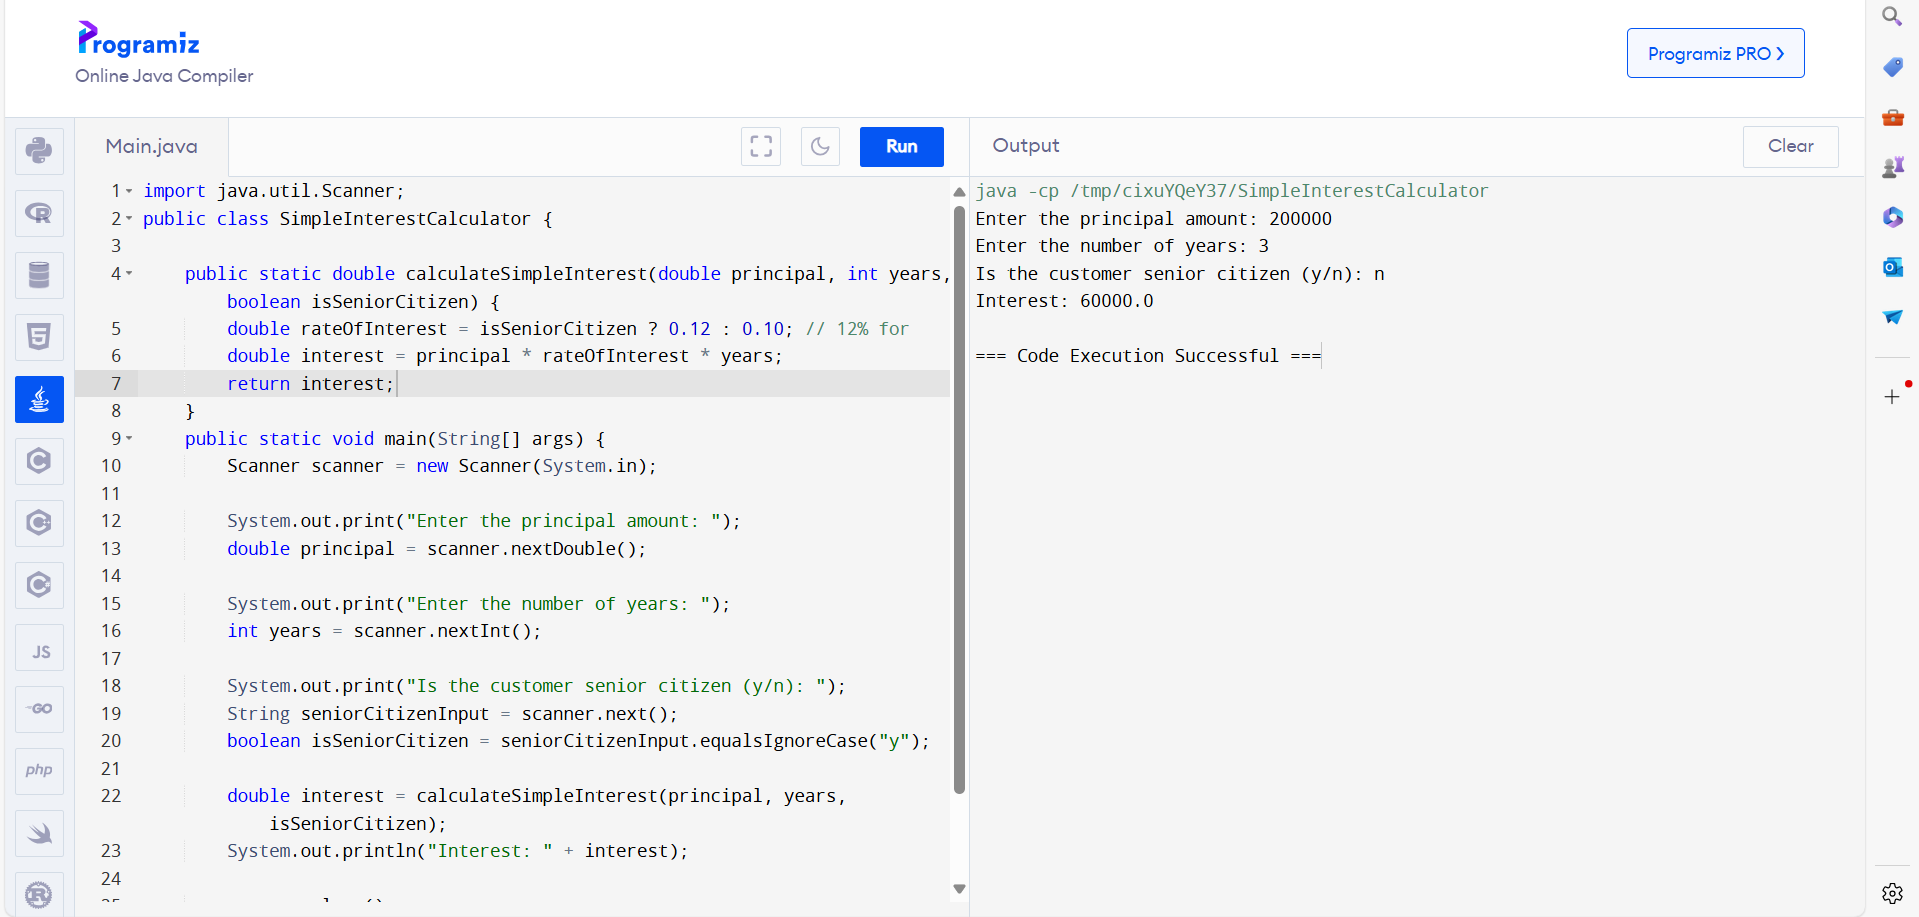 Programiz
Online Java Compiler
Programiz PRO
Main.java
Run
Output
Clear
1 import java.util.Scanner;
2 public class SimpleInterestCalculator {
3
4 public static double calculateSimpleInterest(double principal, int years,
boolean isSeniorCitizen) {
5 double rateOfInterest = isSeniorCitizen ? 0.12 : 0.10; // 12% for
6 double interest = principal * rateOfInterest * years;
7 return interest;
8 }
9 public static void main(String[] args) {
10 Scanner scanner = new Scanner(System.in);
11
12 System.out.print("Enter the principal amount: ");
13 double principal = scanner.nextDouble();
14
15 System.out.print("Enter the number of years: ");
16 int years = scanner.nextInt();
17
18 System.out.print("Is the customer senior citizen (y/n): ");
19 String seniorCitizenInput = scanner.next();
20 boolean isSeniorCitizen = seniorCitizenInput.equalsIgnoreCase("y");
21
22 double interest = calculateSimpleInterest(principal, years,
isSeniorCitizen);
23 System.out.println("Interest: " + interest);
24
java -cp /tmp/cixuYQeY37/SimpleInterestCalculator
Enter the principal amount: 200000
Enter the number of years: 3
Is the customer senior citizen (y/n): n
Interest: 60000.0
=== Code Execution Successful ===
JS
GO
php